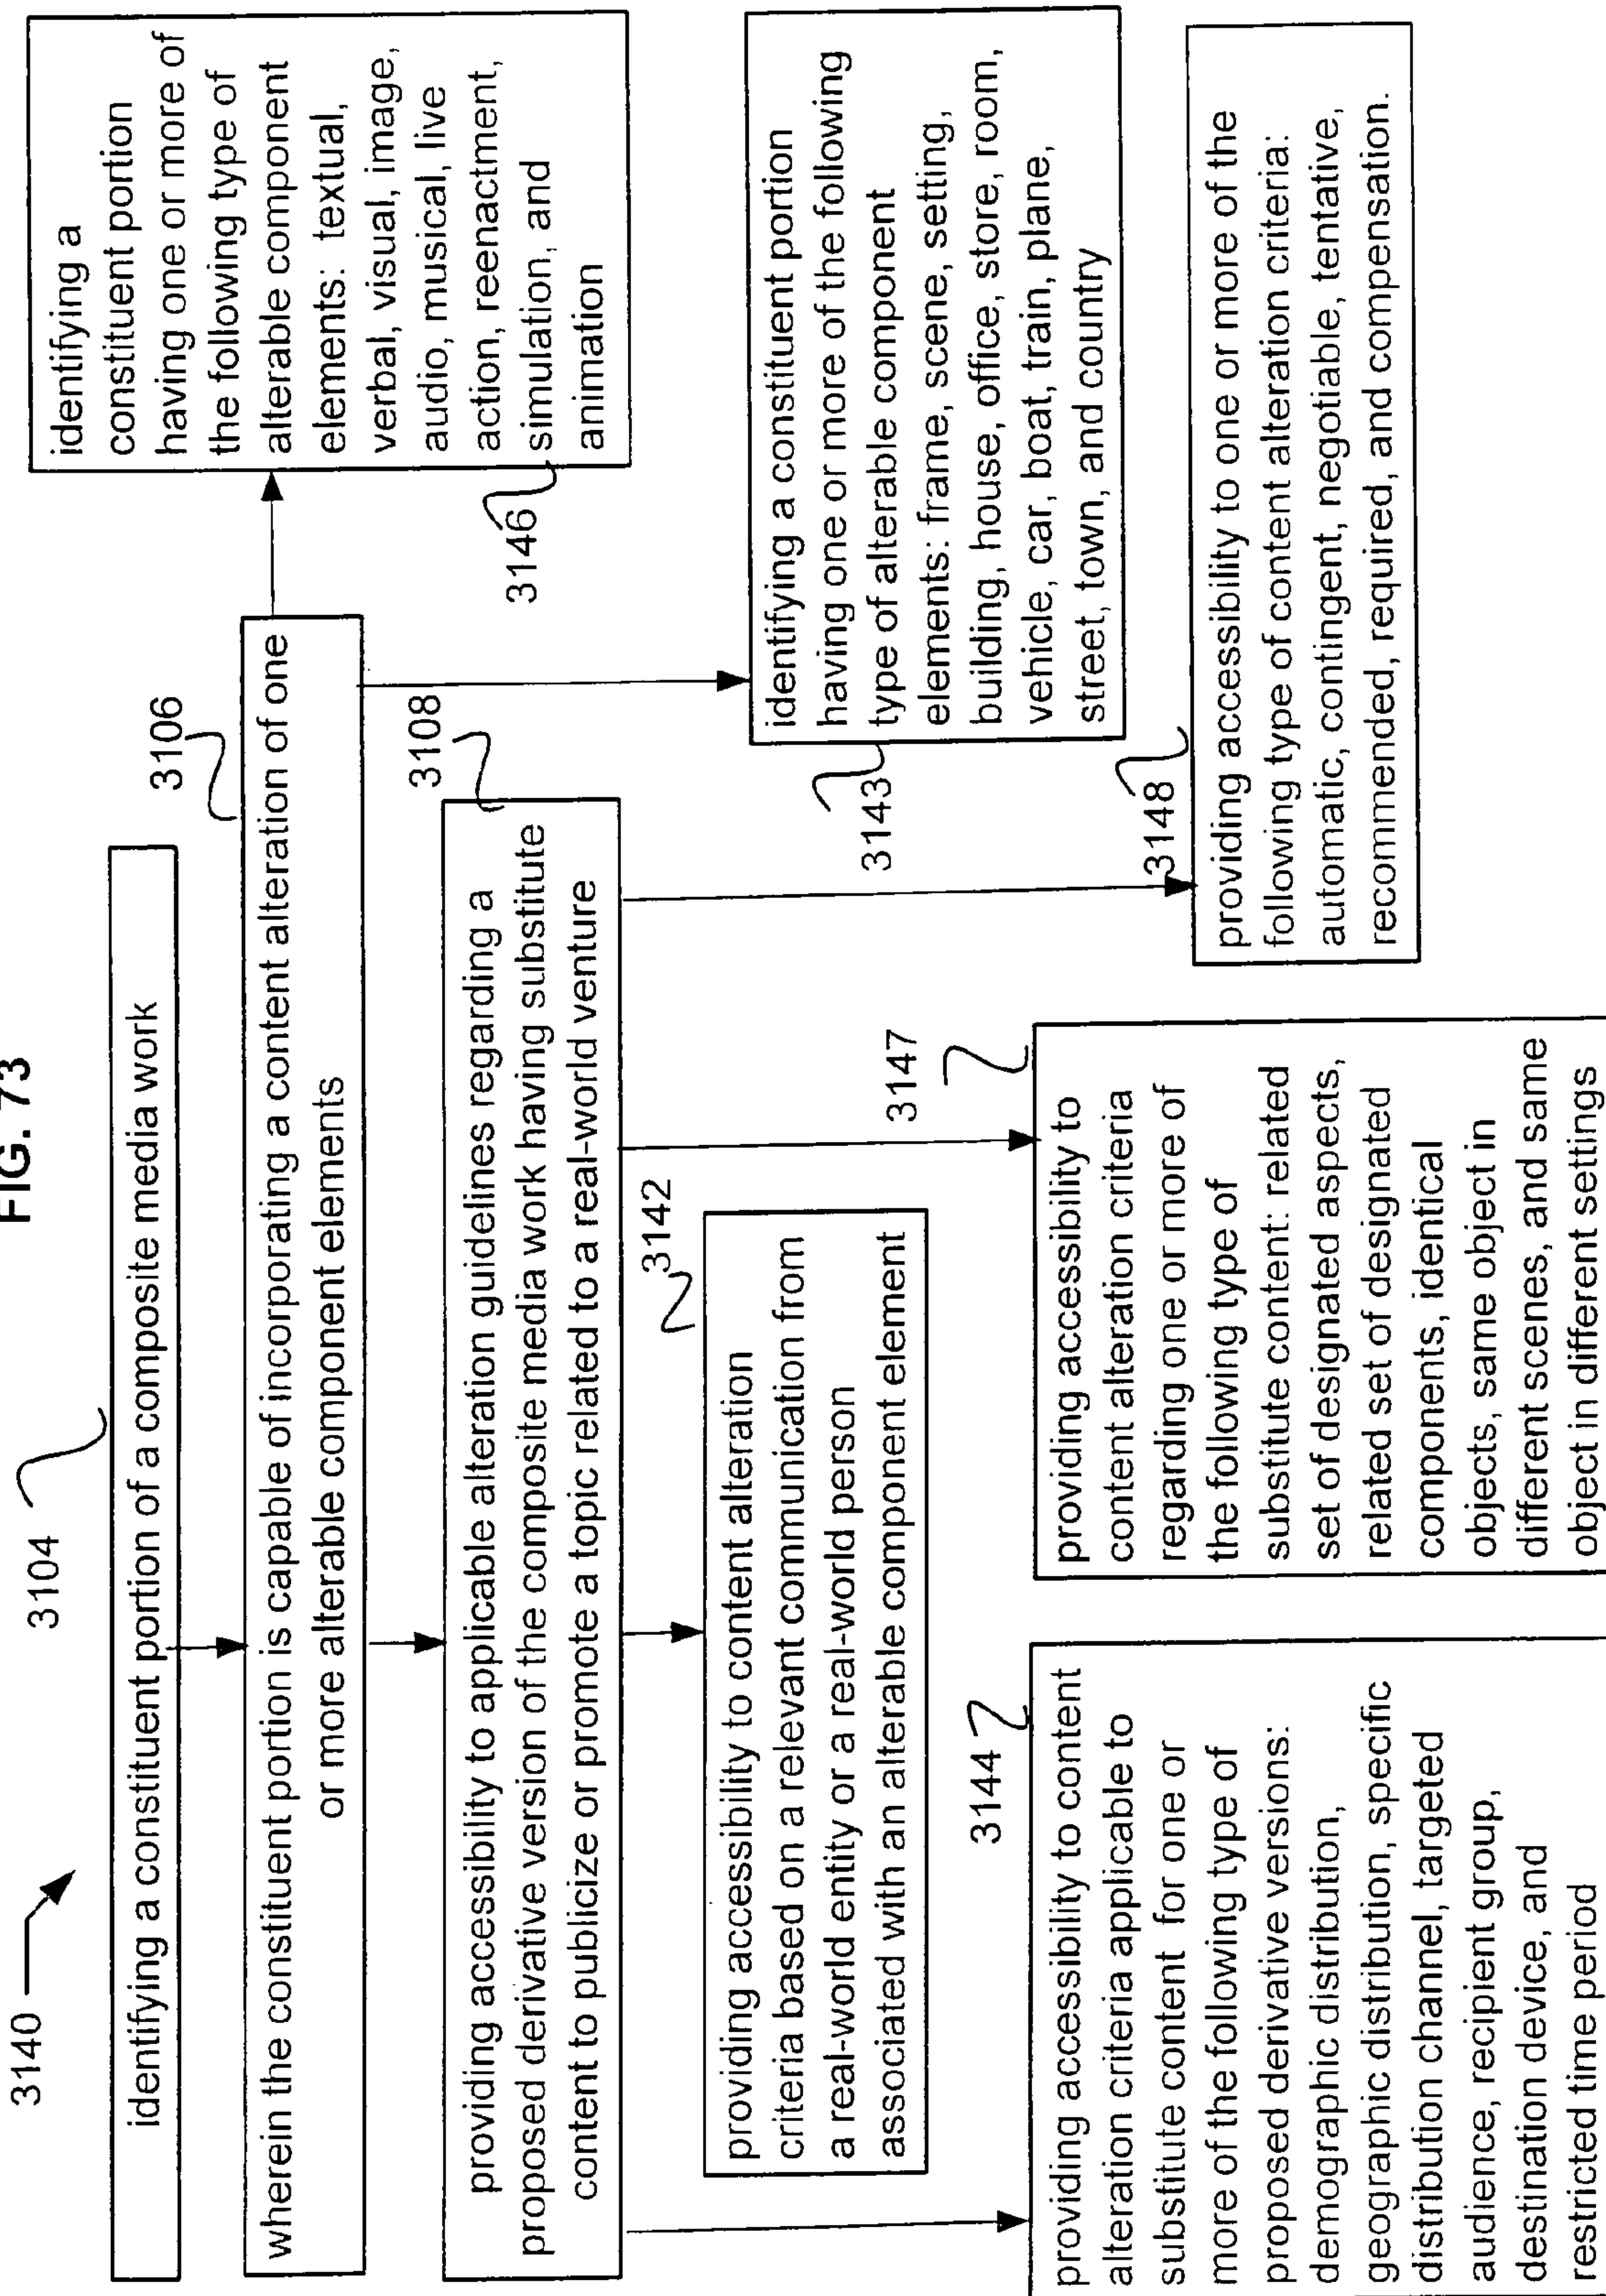 FIG. 73
3140
3104
identifying a constituent portion of a composite media work
3106
wherein the constituent portion is capable of incorporating a content alteration of one
or more alterable component elements
3108
providing accessibility to applicable alteration guidelines regarding a
proposed derivative version of the composite media work having substitute
content to publicize or promote a topic related to a real-world venture
3146
identifying a
constituent portion
having one or more of
the following type of
alterable component
elements: textual,
verbal, visual, image,
audio, musical, live
action, reenactment,
simulation, and
animation
3142
providing accessibility to content alteration
criteria based on a relevant communication from
a real-world entity or a real-world person
associated with an alterable component element
3143
identifying a constituent portion
having one or more of the following
type of alterable component
elements: frame, scene, setting,
building, house, office, store, room,
vehicle, car, boat, train, plane,
street, town, and country
3144
providing accessibility to content
alteration criteria applicable to
substitute content for one or
more of the following type of
proposed derivative versions:
demographic distribution,
geographic distribution, specific
distribution channel, targeted
audience, recipient group,
destination device, and
restricted time period
3147
providing accessibility to
content alteration criteria
regarding one or more of
the following type of
substitute content: related
set of designated aspects,
related set of designated
components, identical
objects, same object in
different scenes, and same
object in different settings
3148
providing accessibility to one or more of the
following type of content alteration criteria:
automatic, contingent, negotiable, tentative,
recommended, required, and compensation.